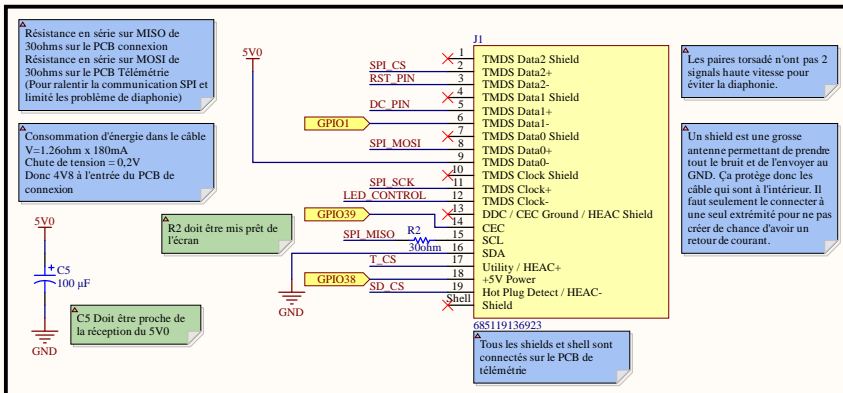 Résistance en série sur MISO de
30ohms sur le PCB connexion
Résistance en série sur MOSI de
30ohms sur le PCB Télémétrie
(Pour ralentir la communication SPI et
limité les problème de diaphonie)
Consommation d'énergie dans le câble
V=1.26ohm x 180mA
Chute de tension = 0,2V
Donc 4V8 à l'entrée du PCB de
connexion
5V0
C5
100 µF
GND
C5 Doit être proche de
la réception du 5V0
R2 doit être mis prêt de
l'écran
5V0
J1
1 TMDS Data2 Shield
SPI_CS 2 TMDS Data2+
RST_PIN 3 TMDS Data2-
4 TMDS Data1 Shield
DC_PIN 5 TMDS Data1+
GPIO1 6 TMDS Data1-
7 TMDS Data0 Shield
SPI_MOSI 8 TMDS Data0+
9 TMDS Data0-
10 TMDS Clock Shield
SPI_SCK 11 TMDS Clock+
LED_CONTROL 12 TMDS Clock-
GPIO39 13 DDC / CEC Ground / HEAC Shield
14 CEC
SPI_MISO R2 30ohm 15 SCL
16 SDA
T_CS 17 Utility / HEAC+
GPIO38 18 +5V Power
SD_CS 19 Hot Plug Detect / HEAC-
Shell Shield
GND
685119136923
Tous les shields et shell sont
connectés sur le PCB de
télémétrie
Les paires torsadé n'ont pas 2
signals haute vitesse pour
éviter la diaphonie.
Un shield est une grosse
antenne permettant de prendre
tout le bruit et de l'envoyer au
GND. Ça protège donc les
câble qui sont à l'intérieur. Il
faut seulement le connecter à
une seul extrémité pour ne pas
créer de chance d'avoir un
retour de courant.